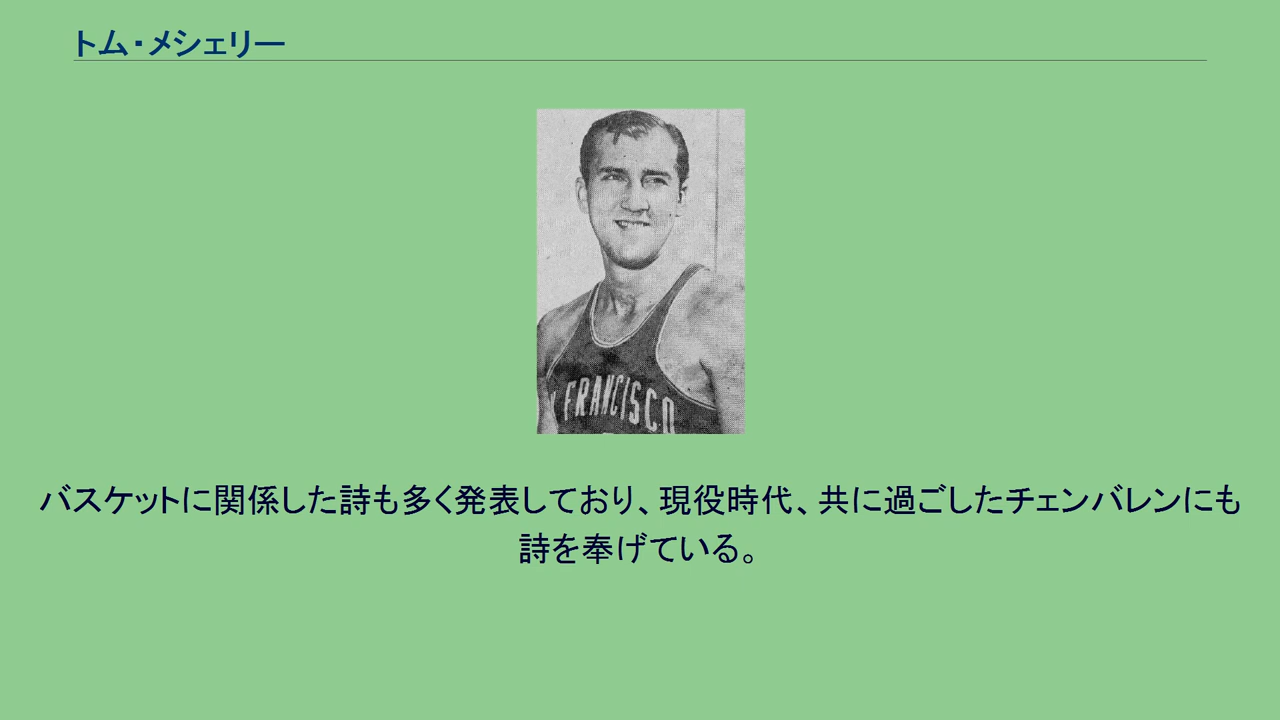 トム・メシェリー
FRANCISCO
バスケットに関係した詩も多く発表しており、現役時代、共に過ごしたチェンバレンにも
詩を奉げている。